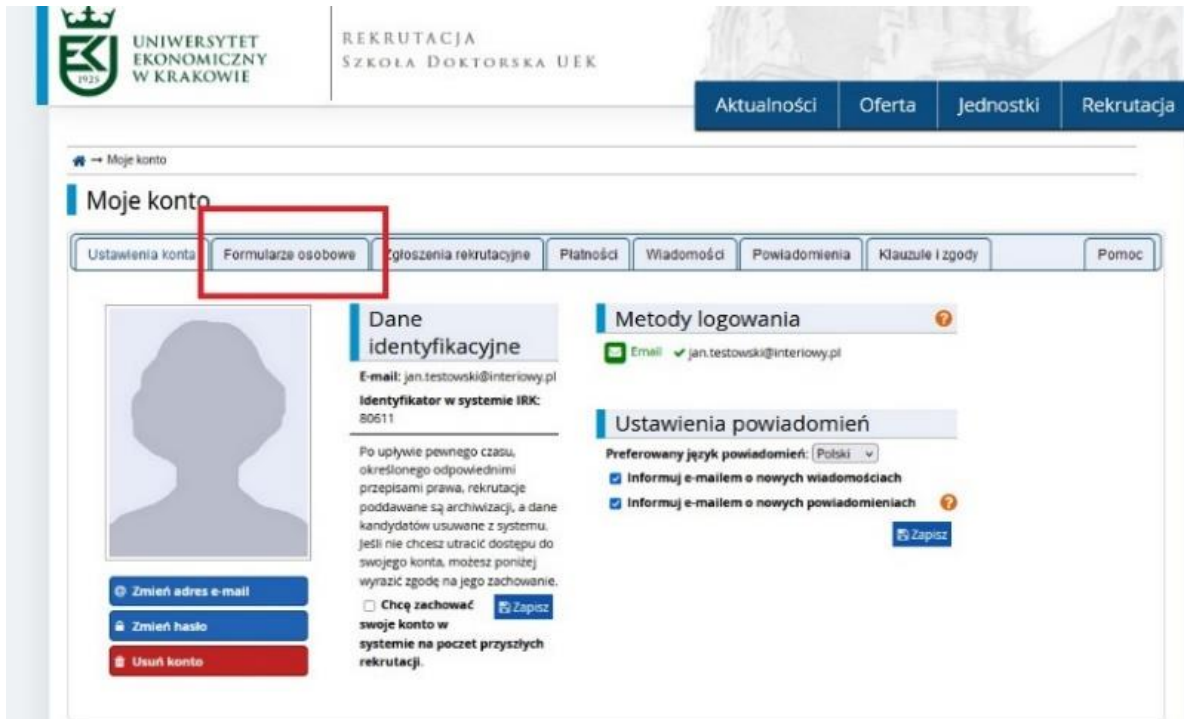 UNIWERSYTET
EKONOMICZNY
W KRAKOWIE
1925
REKRUTACJA
SZKOŁA DOKTORSKA UEK
Aktualności Oferta Jednostki Rekrutacja
→ Moje konto
Moje konto
Ustawienia konta Formularze osobowe Zgłoszenia rekrutacyjne Płatności Wiadomości Powiadomienia Klauzule i zgody Pomoc
Zmień adres e-mail
Zmień hasło
Usuń konto
Dane
identyfikacyjne
E-mail: jan.testowski@interiowy.pl
Identyfikator w systemie IRK:
80611
Po upływie pewnego czasu,
określonego odpowiednimi
przepisami prawa, rekrutacje
poddawane są archiwizacji, a dane
kandydatów usuwane z systemu.
Jeśli nie chcesz utracić dostępu do
swojego konta, możesz poniżej
wyrazić zgodę na jego zachowanie.
Chcę zachować
swoje konto w
systemie na poczet przyszłych
rekrutacji.
Zapisz
Metody logowania ?
Email ✔ jan.testowski@interiowy.pl
Ustawienia powiadomień
Preferowany język powiadomień: Polski
Informuj e-mailem o nowych wiadomościach
Informuj e-mailem o nowych powiadomieniach ?
Zapisz